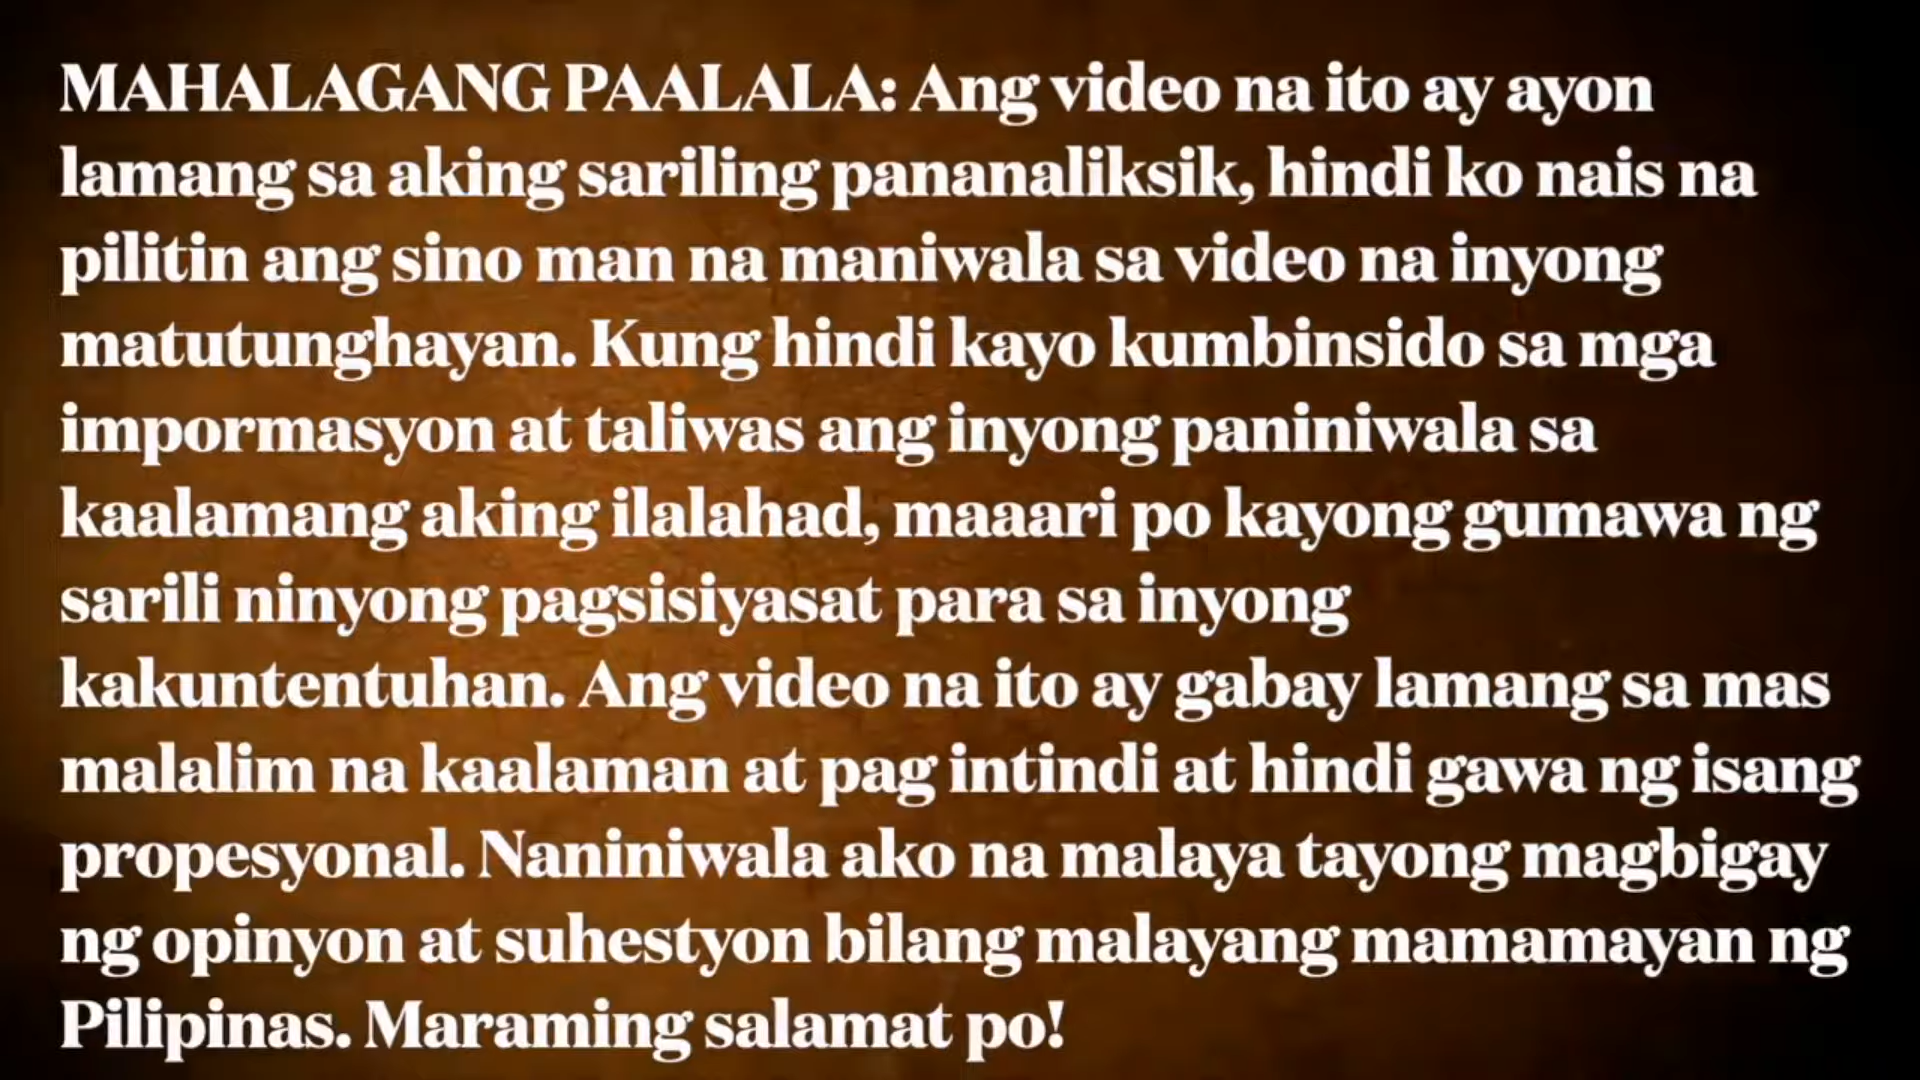 MAHALAGANG PAALALA: Ang video na ito ay ayon
lamang sa aking sariling pananaliksik, hindi ko nais na
pilitin ang sino man na maniwala sa video na inyong
matutunghayan. Kung hindi kayo kumbinsido sa mga
impormasyon at taliwas ang inyong paniniwala sa
kaalamang aking ilalahad, maaari po kayong gumawa ng
sarili ninyong pagsisiyasat para sa inyong
kakuntentuhan. Ang video na ito ay gabay lamang sa mas
malalim na kaalaman at pag intindi at hindi gawa ng isang
propesyonal. Naniniwala ako na malaya tayong magbigay
ng opinyon at suhestyon bilang malayang mamamayan ng
Pilipinas. Maraming salamat po!